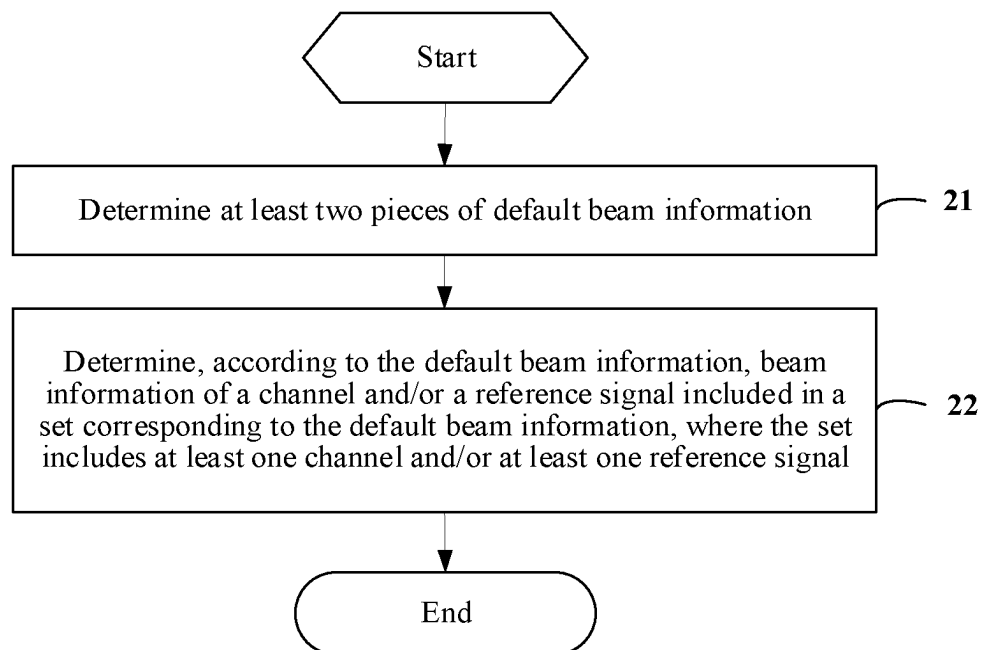 Start
Determine at least two pieces of default beam information
21
Determine, according to the default beam information, beam
information of a channel and/or a reference signal included in a
set corresponding to the default beam information, where the set
includes at least one channel and/or at least one reference signal
22
End